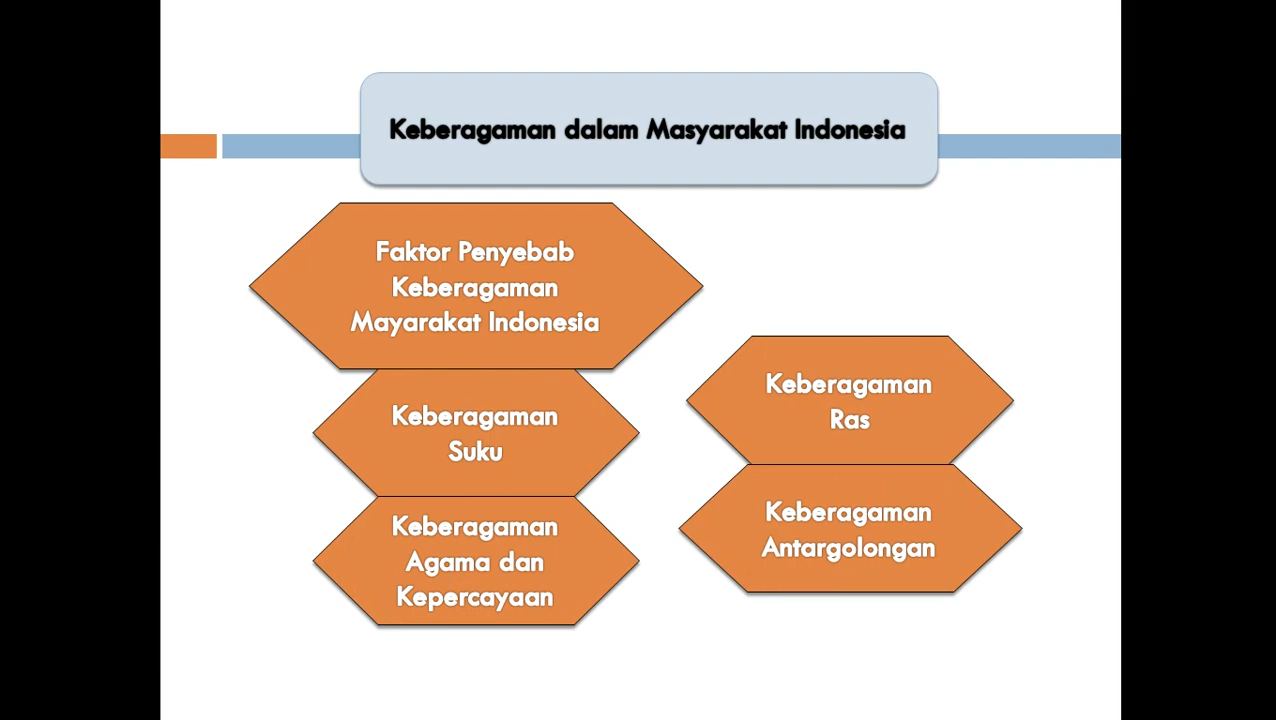 Keberagaman dalam Masyarakat Indonesia
Faktor Penyebab
Keberagaman
Mayarakat Indonesia
Keberagaman
Suku
Keberagaman
Agama dan
Kepercayaan
Keberagaman
Ras
Keberagaman
Antargolongan